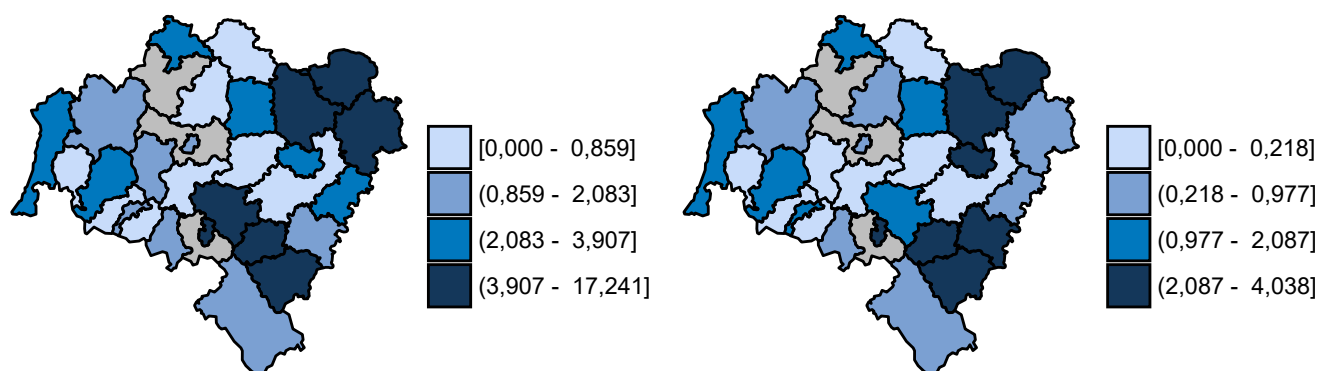 [0,000 - 0,859]
(0,859 - 2,083]
(2,083 - 3,907]
(3,907 - 17,241]
[0,000 - 0,218]
(0,218 - 0,977]
(0,977 - 2,087]
(2,087 - 4,038]